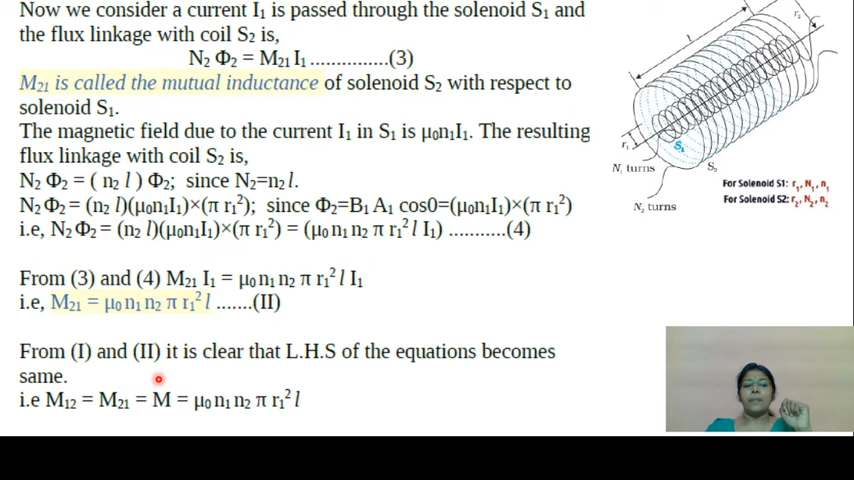 Now we consider a current I₁ is passed through the solenoid S₁ and
the flux linkage with coil S₂ is,
N₂ Φ₂ = M₂₁ I₁ ...............(3)
M₂₁ is called the mutual inductance of solenoid S₂ with respect to
solenoid S₁.
The magnetic field due to the current I₁ in S₁ is μ₀n₁I₁. The resulting
flux linkage with coil S₂ is,
N₂ Φ₂ = ( n₂ l ) Φ₂; since N₂=n₂l.
N₂Φ₂ = (n₂ l)(μ₀n₁I₁)×(π r₁²); since Φ₂=B₁ A₁ cos0=(μ₀n₁I₁)×(π r₁²)
i.e, N₂ Φ₂ = (n₂ l)(μ₀n₁I₁)×(π r₁²) = (μ₀ n₁ n₂ π r₁² l I₁) ...........(4)
From (3) and (4) M₂₁ I₁ = μ₀ n₁ n₂ π r₁² l I₁
i.e, M₂₁ = μ₀ n₁ n₂ π r₁² l .......(II)
From (I) and (II) it is clear that L.H.S of the equations becomes
same.
i.e M₁₂ = M₂₁ = M = μ₀ n₁ n₂ π r₁² l
l
r₂
r₁
S₁
S₂
N₁ turns
N₂ turns
For Solenoid S1: r₁, N₁, n₁
For Solenoid S2: r₂, N₂, n₂